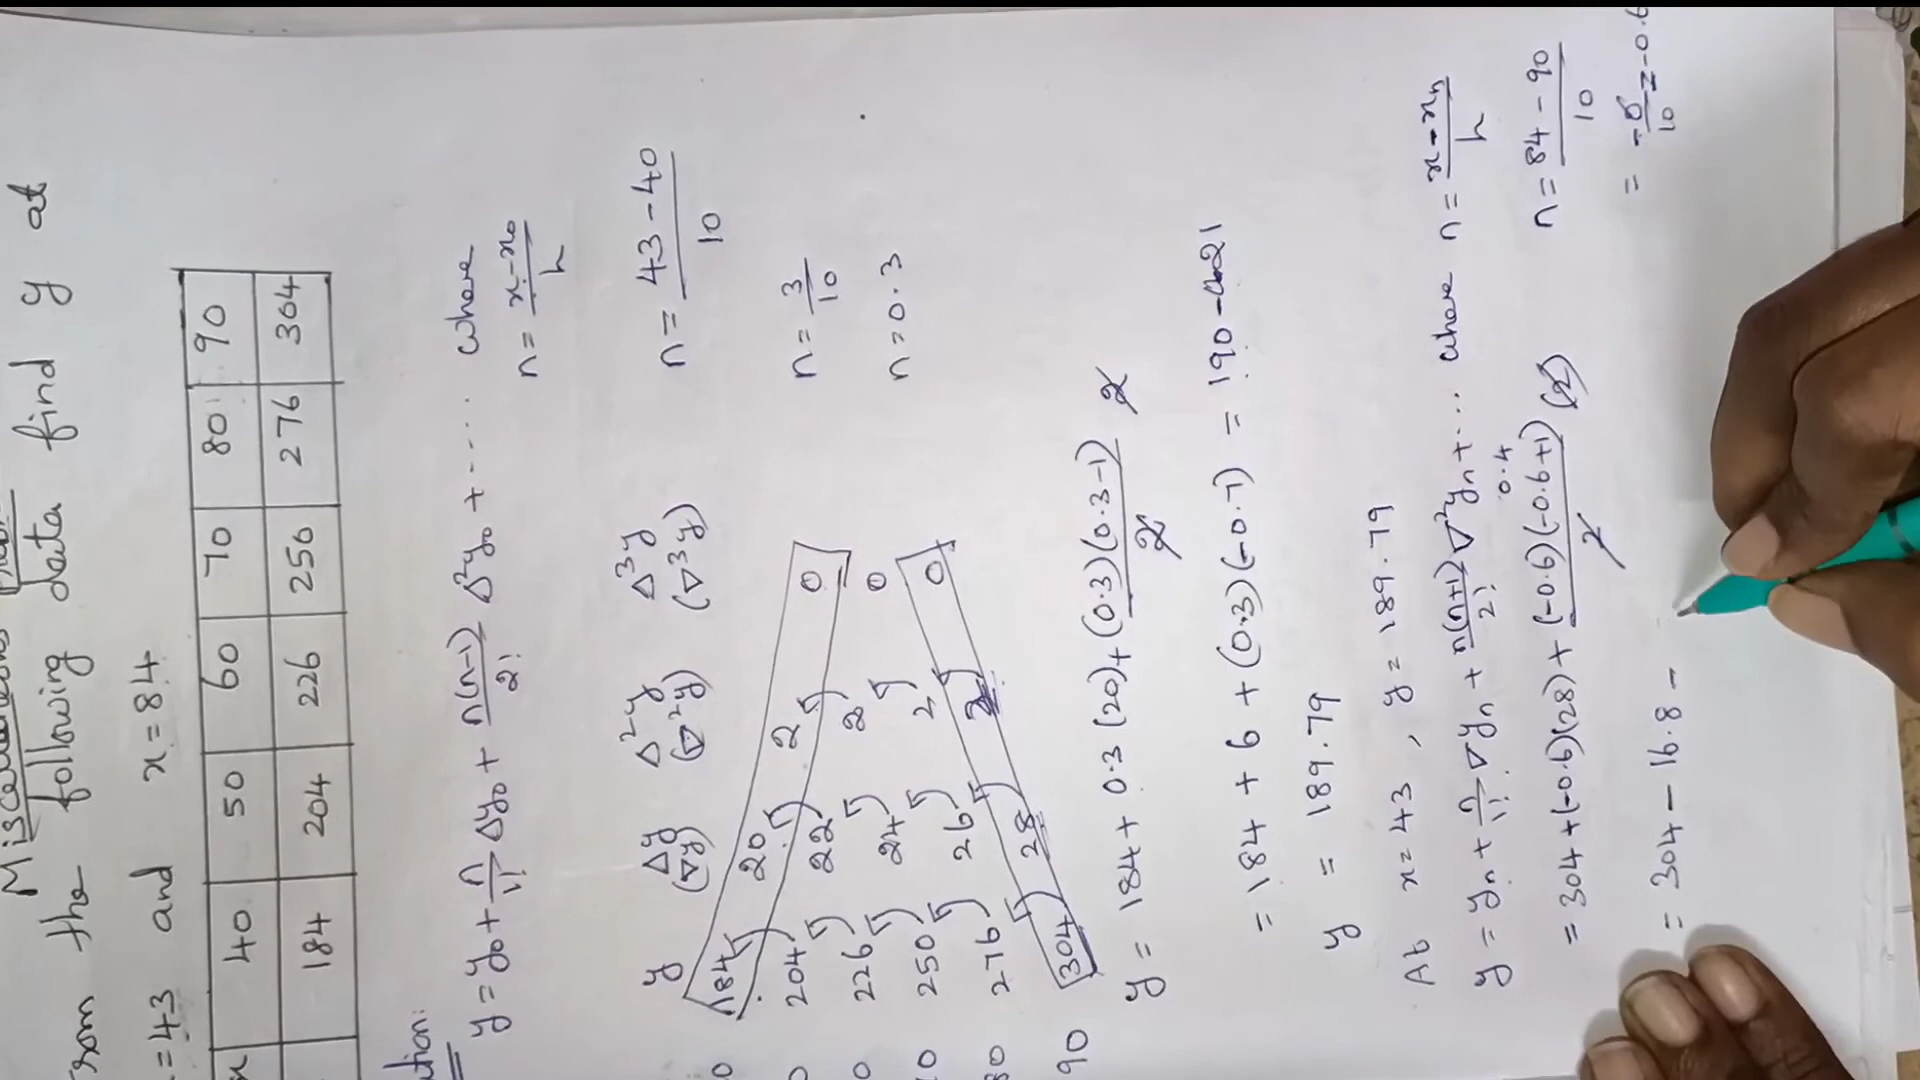 Miscellaneous
From the following data find y at
x = 43 and x = 84
x 40 50 60 70 80 90
184 204 226 250 276 304
y = y₀ + n/1! Δy₀ + n(n-1)/2! Δ²y₀ + .... where
n = x-x₀/h
y Δy Δ²y Δ³y
(∇y) (∇²y) (∇³y)
n = 43-40/10
184 20 2 0
204 22 2 0
n = 3/10
226 24 2 0
n = 0.3
250 26 2
80 276 28
90 304
y = 184 + 0.3 (20) + (0.3)(0.3-1)/2 2
= 184 + 6 + (0.3)(-0.7) = 190 - 0.21
y = 189.79
At x = 43, y = 189.79
y = yₙ + n/1! ∇yₙ + n(n+1)/2! ∇²yₙ + ... where n = x-xₙ/h
0.4
= 304 + (-0.6)(28) + (-0.6)(-0.6+1)/2 (2)
n = 84-90/10
= 304 - 16.8 -
= -6/10 = -0.6